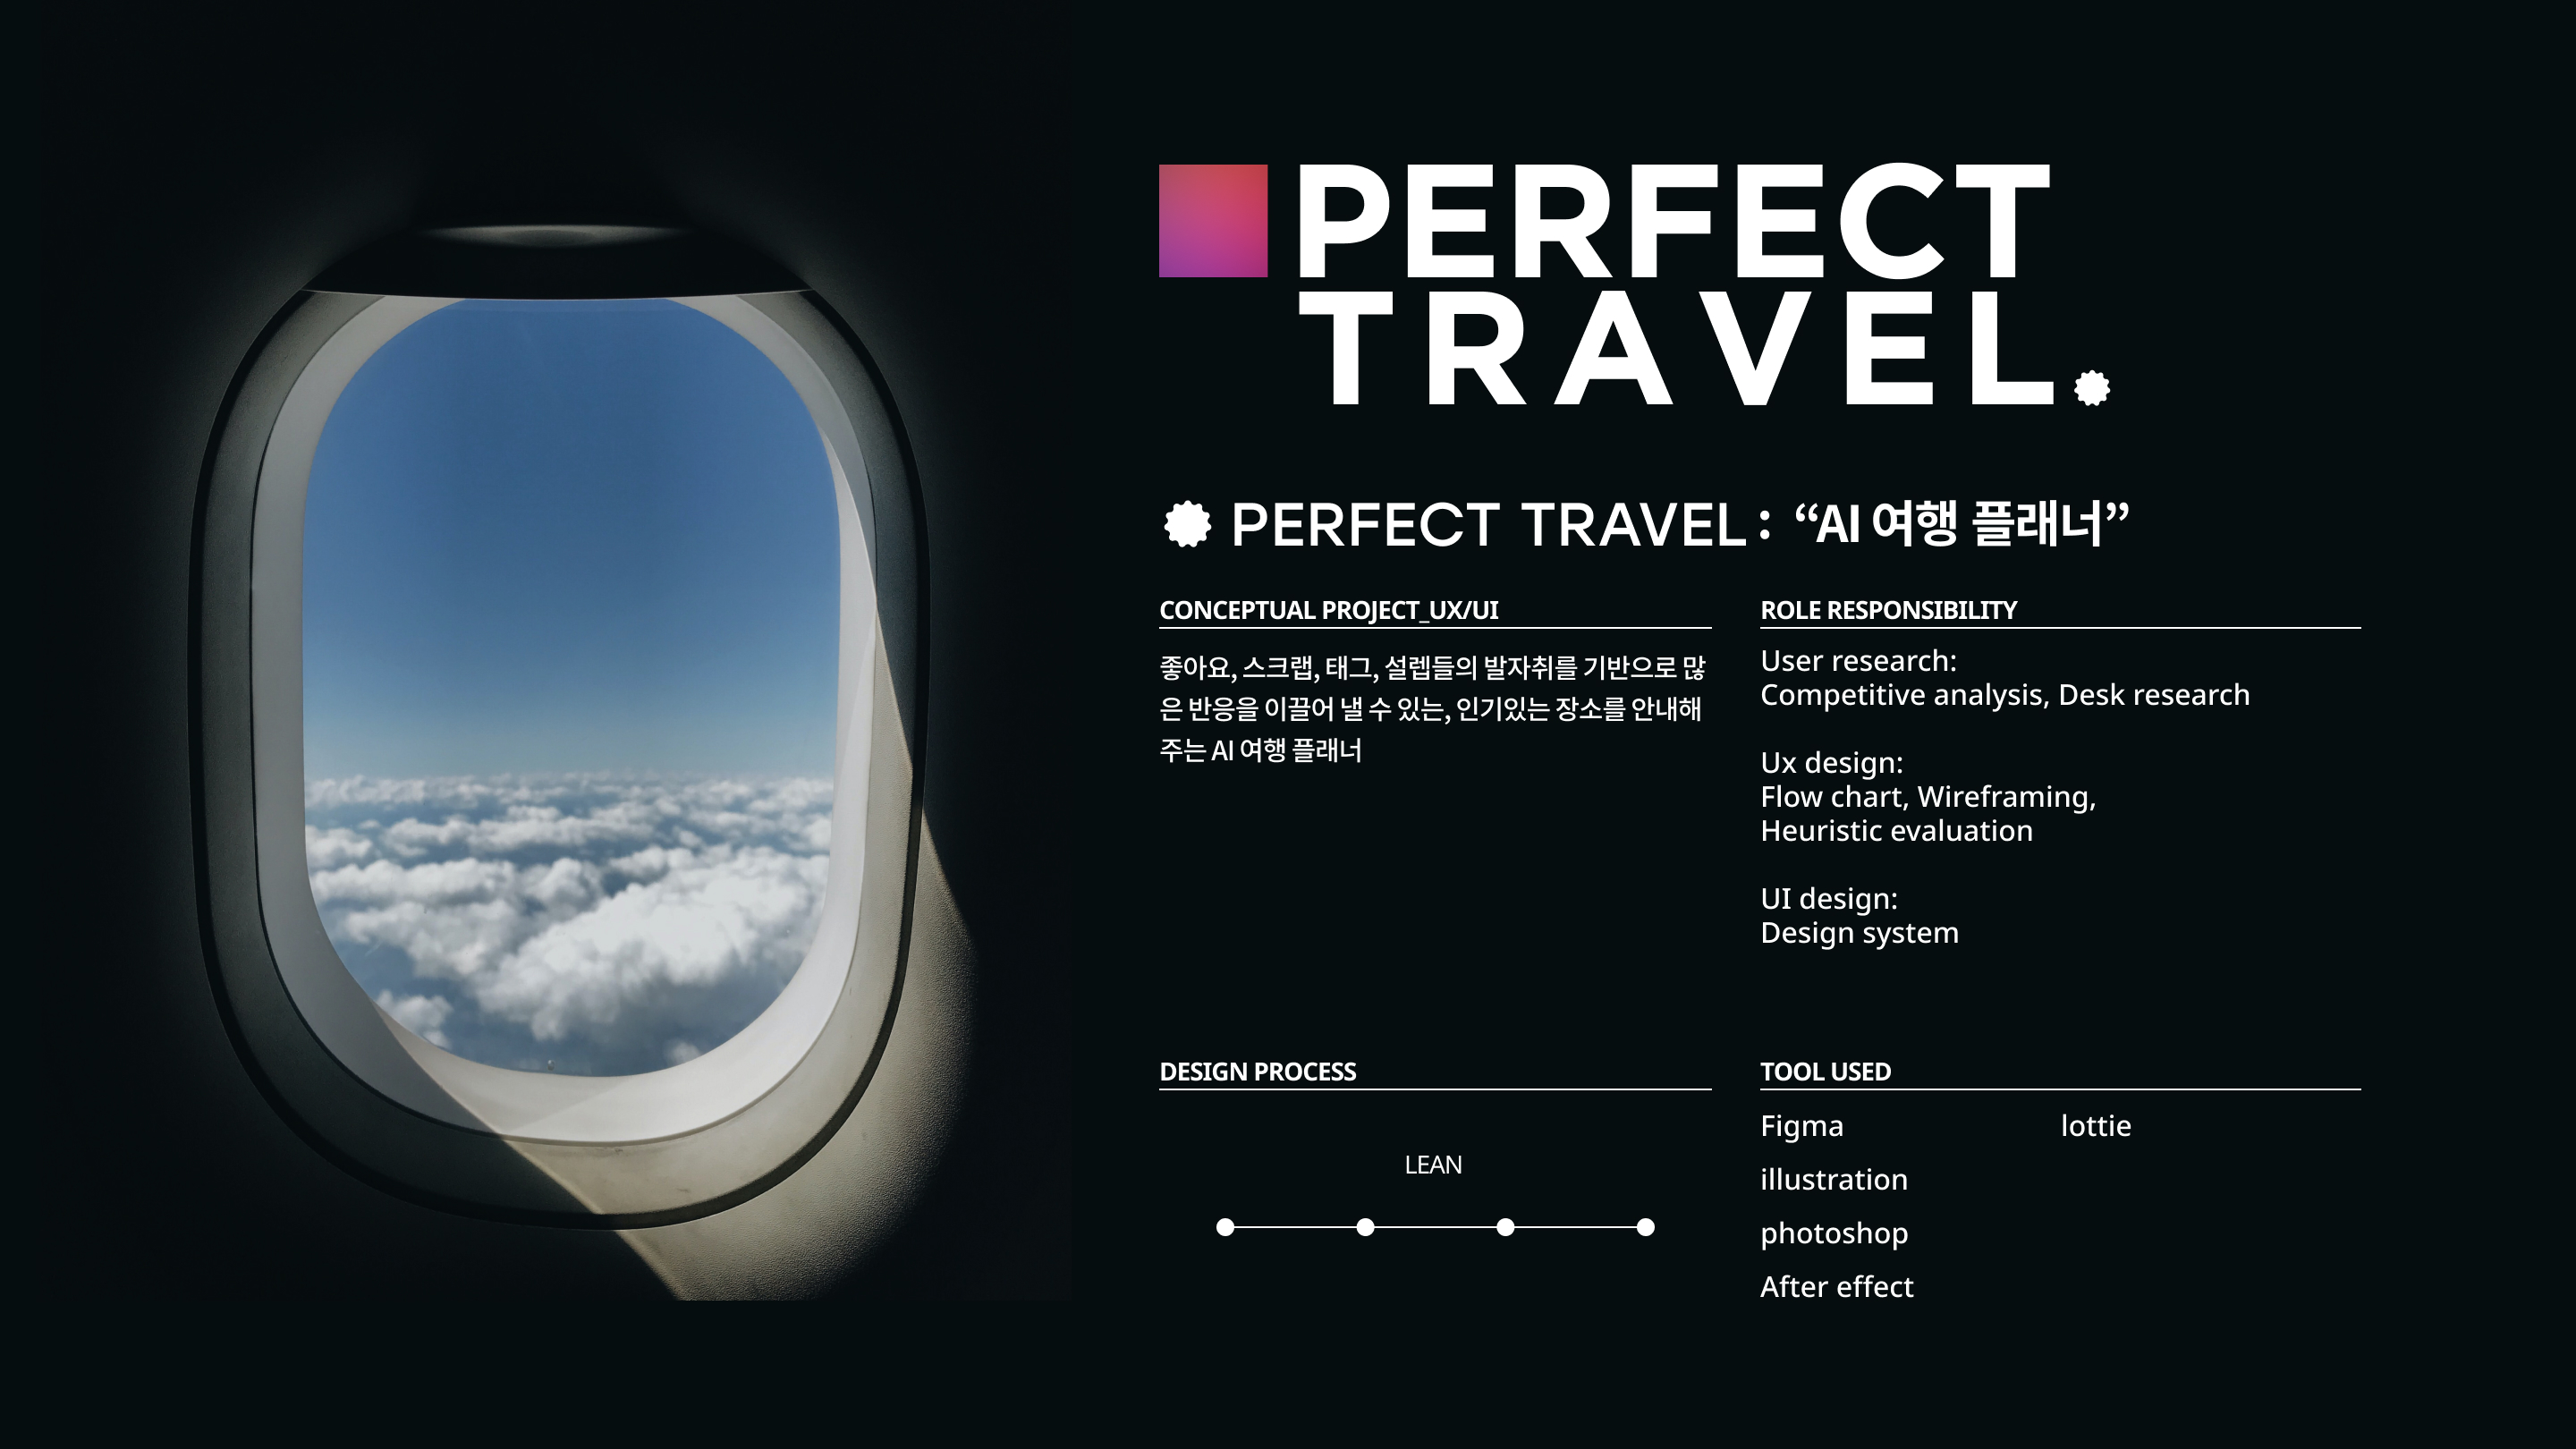 PERFECT
TRAVEL.
PERFECT TRAVEL : “AI 여행 플래너”
CONCEPTUAL PROJECT_UX/UI
좋아요, 스크랩, 태그, 설렙들의 발자취를 기반으로 많
은 반응을 이끌어 낼 수 있는, 인기있는 장소를 안내해
주는 AI 여행 플래너
ROLE RESPONSIBILITY
User research:
Competitive analysis, Desk research
Ux design:
Flow chart, Wireframing,
Heuristic evaluation
UI design:
Design system
DESIGN PROCESS
LEAN
TOOL USED
Figma
lottie
illustration
photoshop
After effect